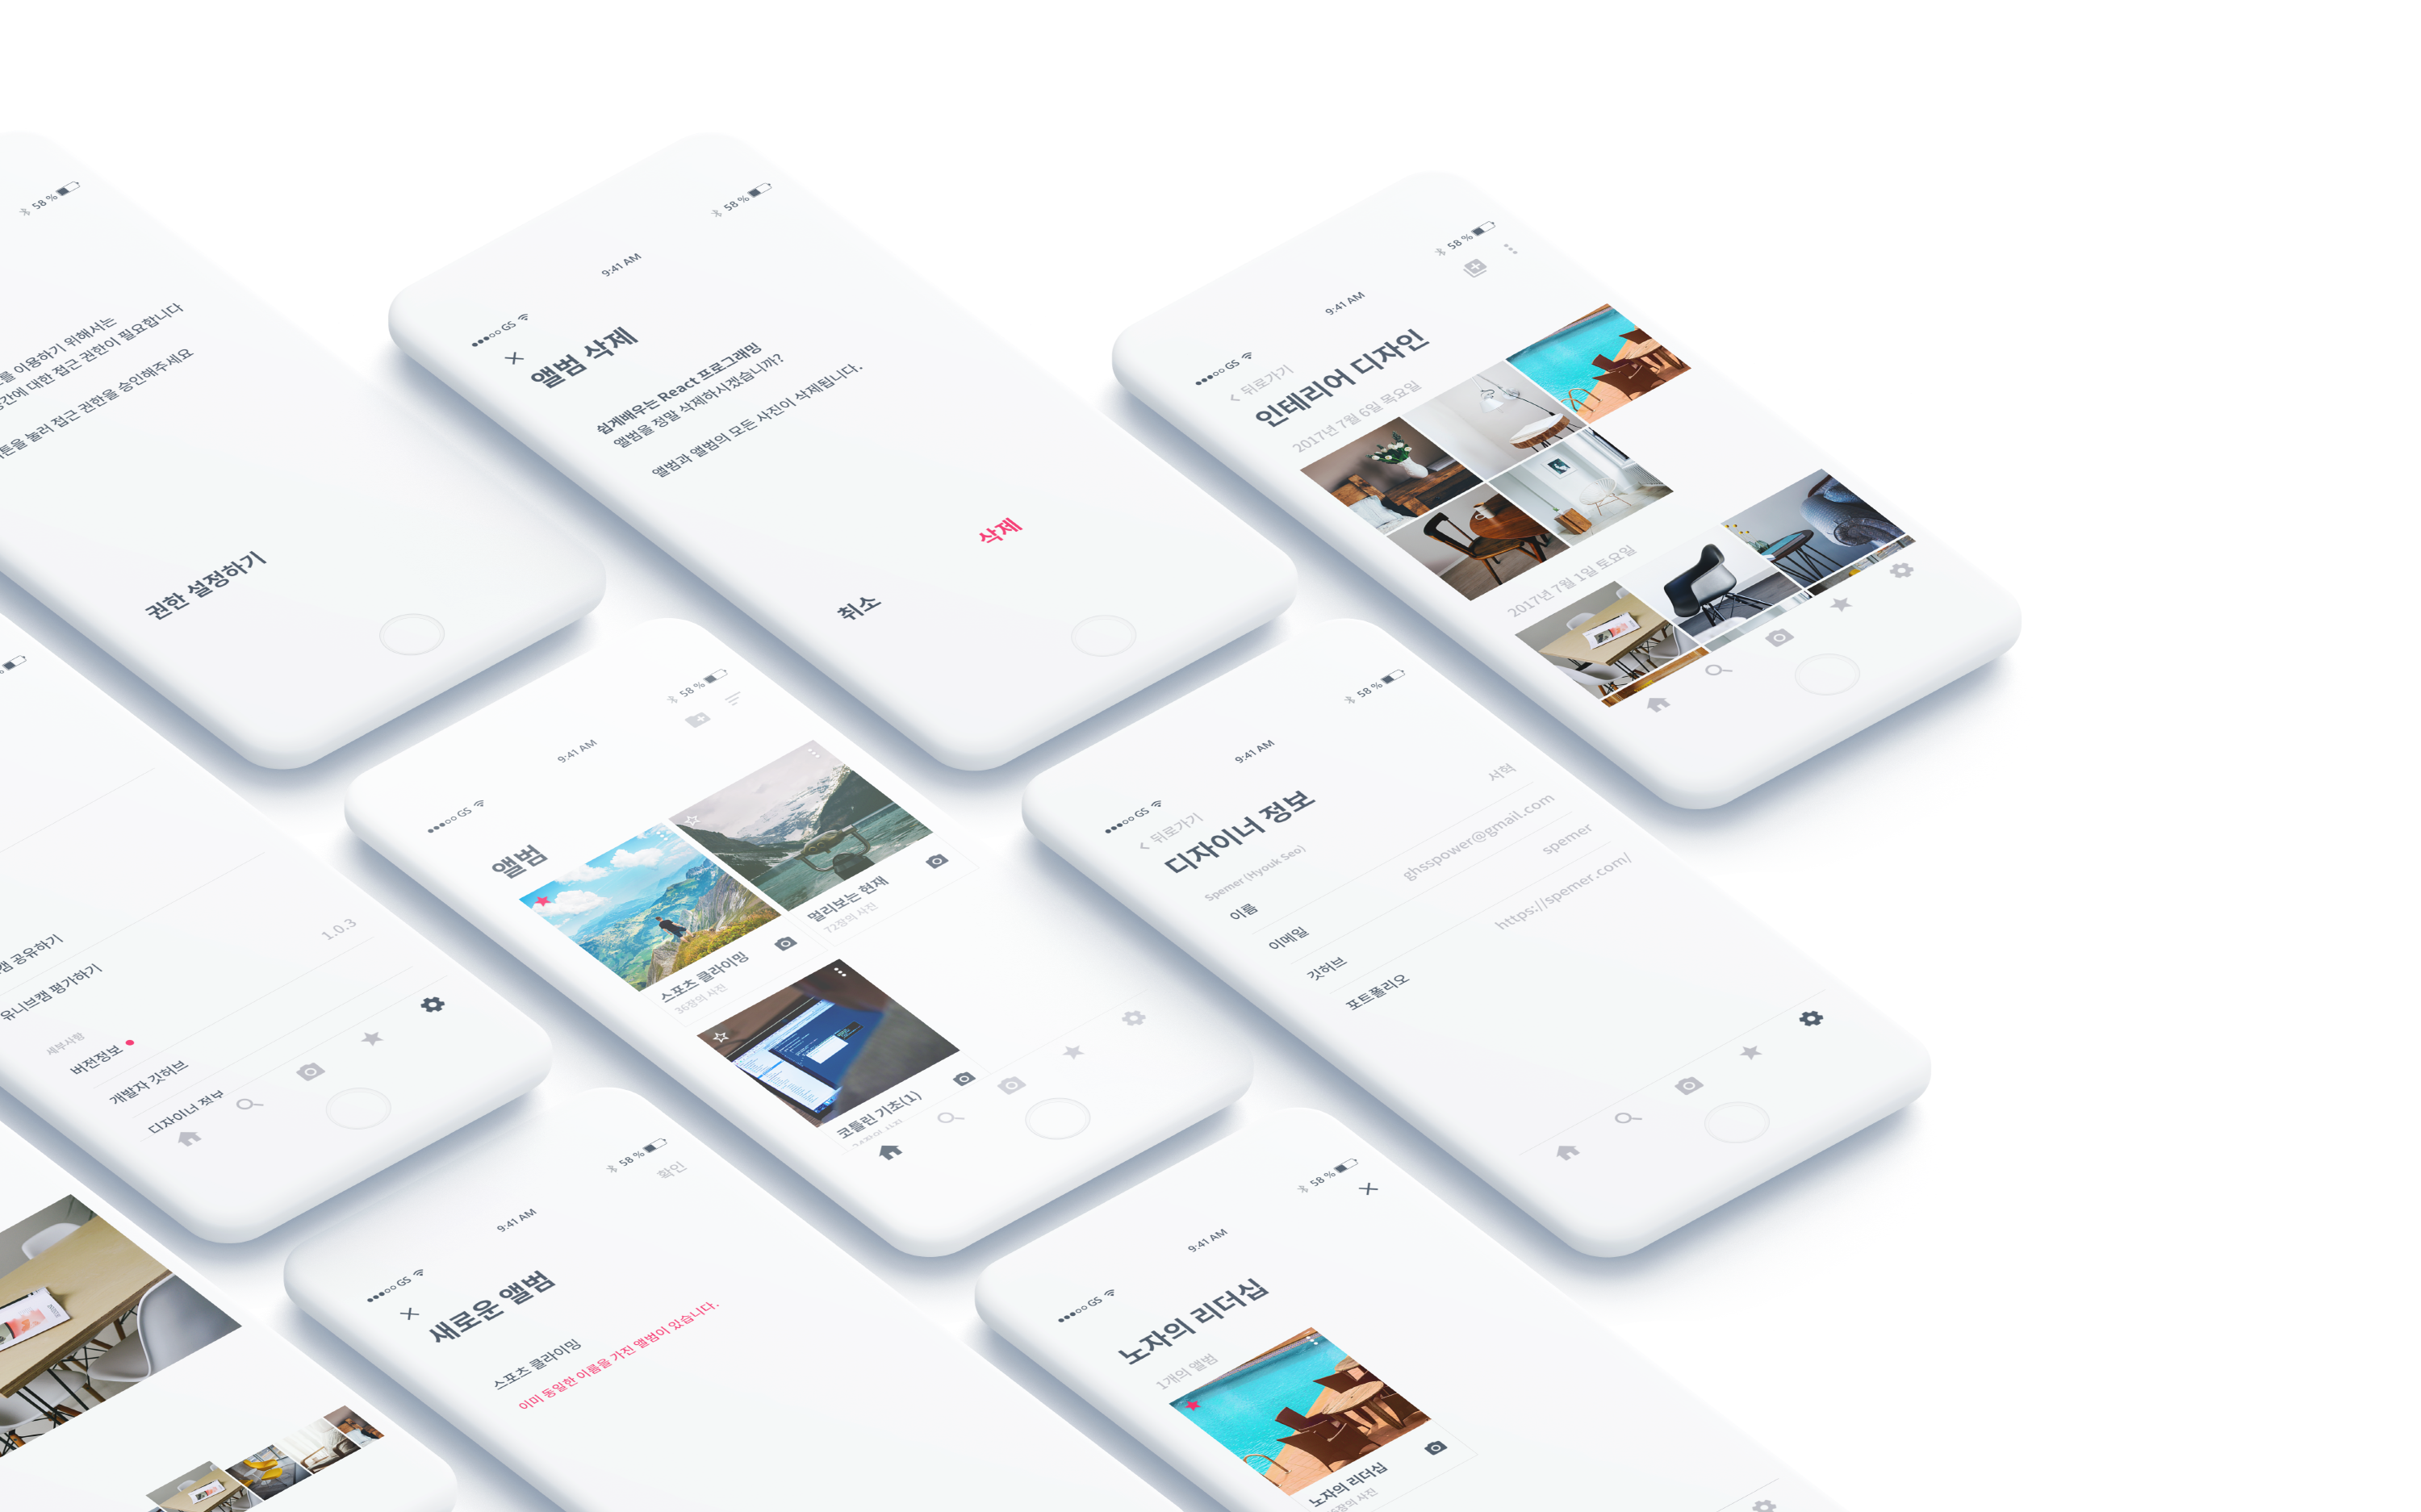 58 %
를 이용하기 위해서는
대한 접근 권한이 필요합니다
눌러 접근 권한을 승인해주세요
권한 설정하기
GS
9:41 AM
58 %
앨범 삭제
쉽게배우는 React 프로그래밍
앨범을 정말 삭제하시겠습니까?
앨범과 앨범의 모든 사진이 삭제됩니다.
취소
삭제
GS
9:41 AM
58 %
뒤로가기
인테리어 디자인
2017년 7월 6일 목요일
2017년 7월 1일 토요일
공유하기
유니브캠 평가하기
세부사항
버전정보
1.0.3
개발자 깃허브
디자이너 정보
GS
9:41 AM
58 %
앨범
스포츠 클라이밍
36장의 사진
멀리보는 현재
72장의 사진
코틀린 기초(1)
GS
9:41 AM
58 %
뒤로가기
디자이너 정보
Spemer (Hyouk Seo)
이름
서혁
이메일
ghsspower@gmail.com
깃허브
spemer
포트폴리오
https://spemer.com/
GS
9:41 AM
58 %
확인
새로운 앨범
스포츠 클라이밍
이미 동일한 이름을 가진 앨범이 있습니다.
GS
9:41 AM
58 %
노자의 리더십
1개의 앨범
노자의 리더십